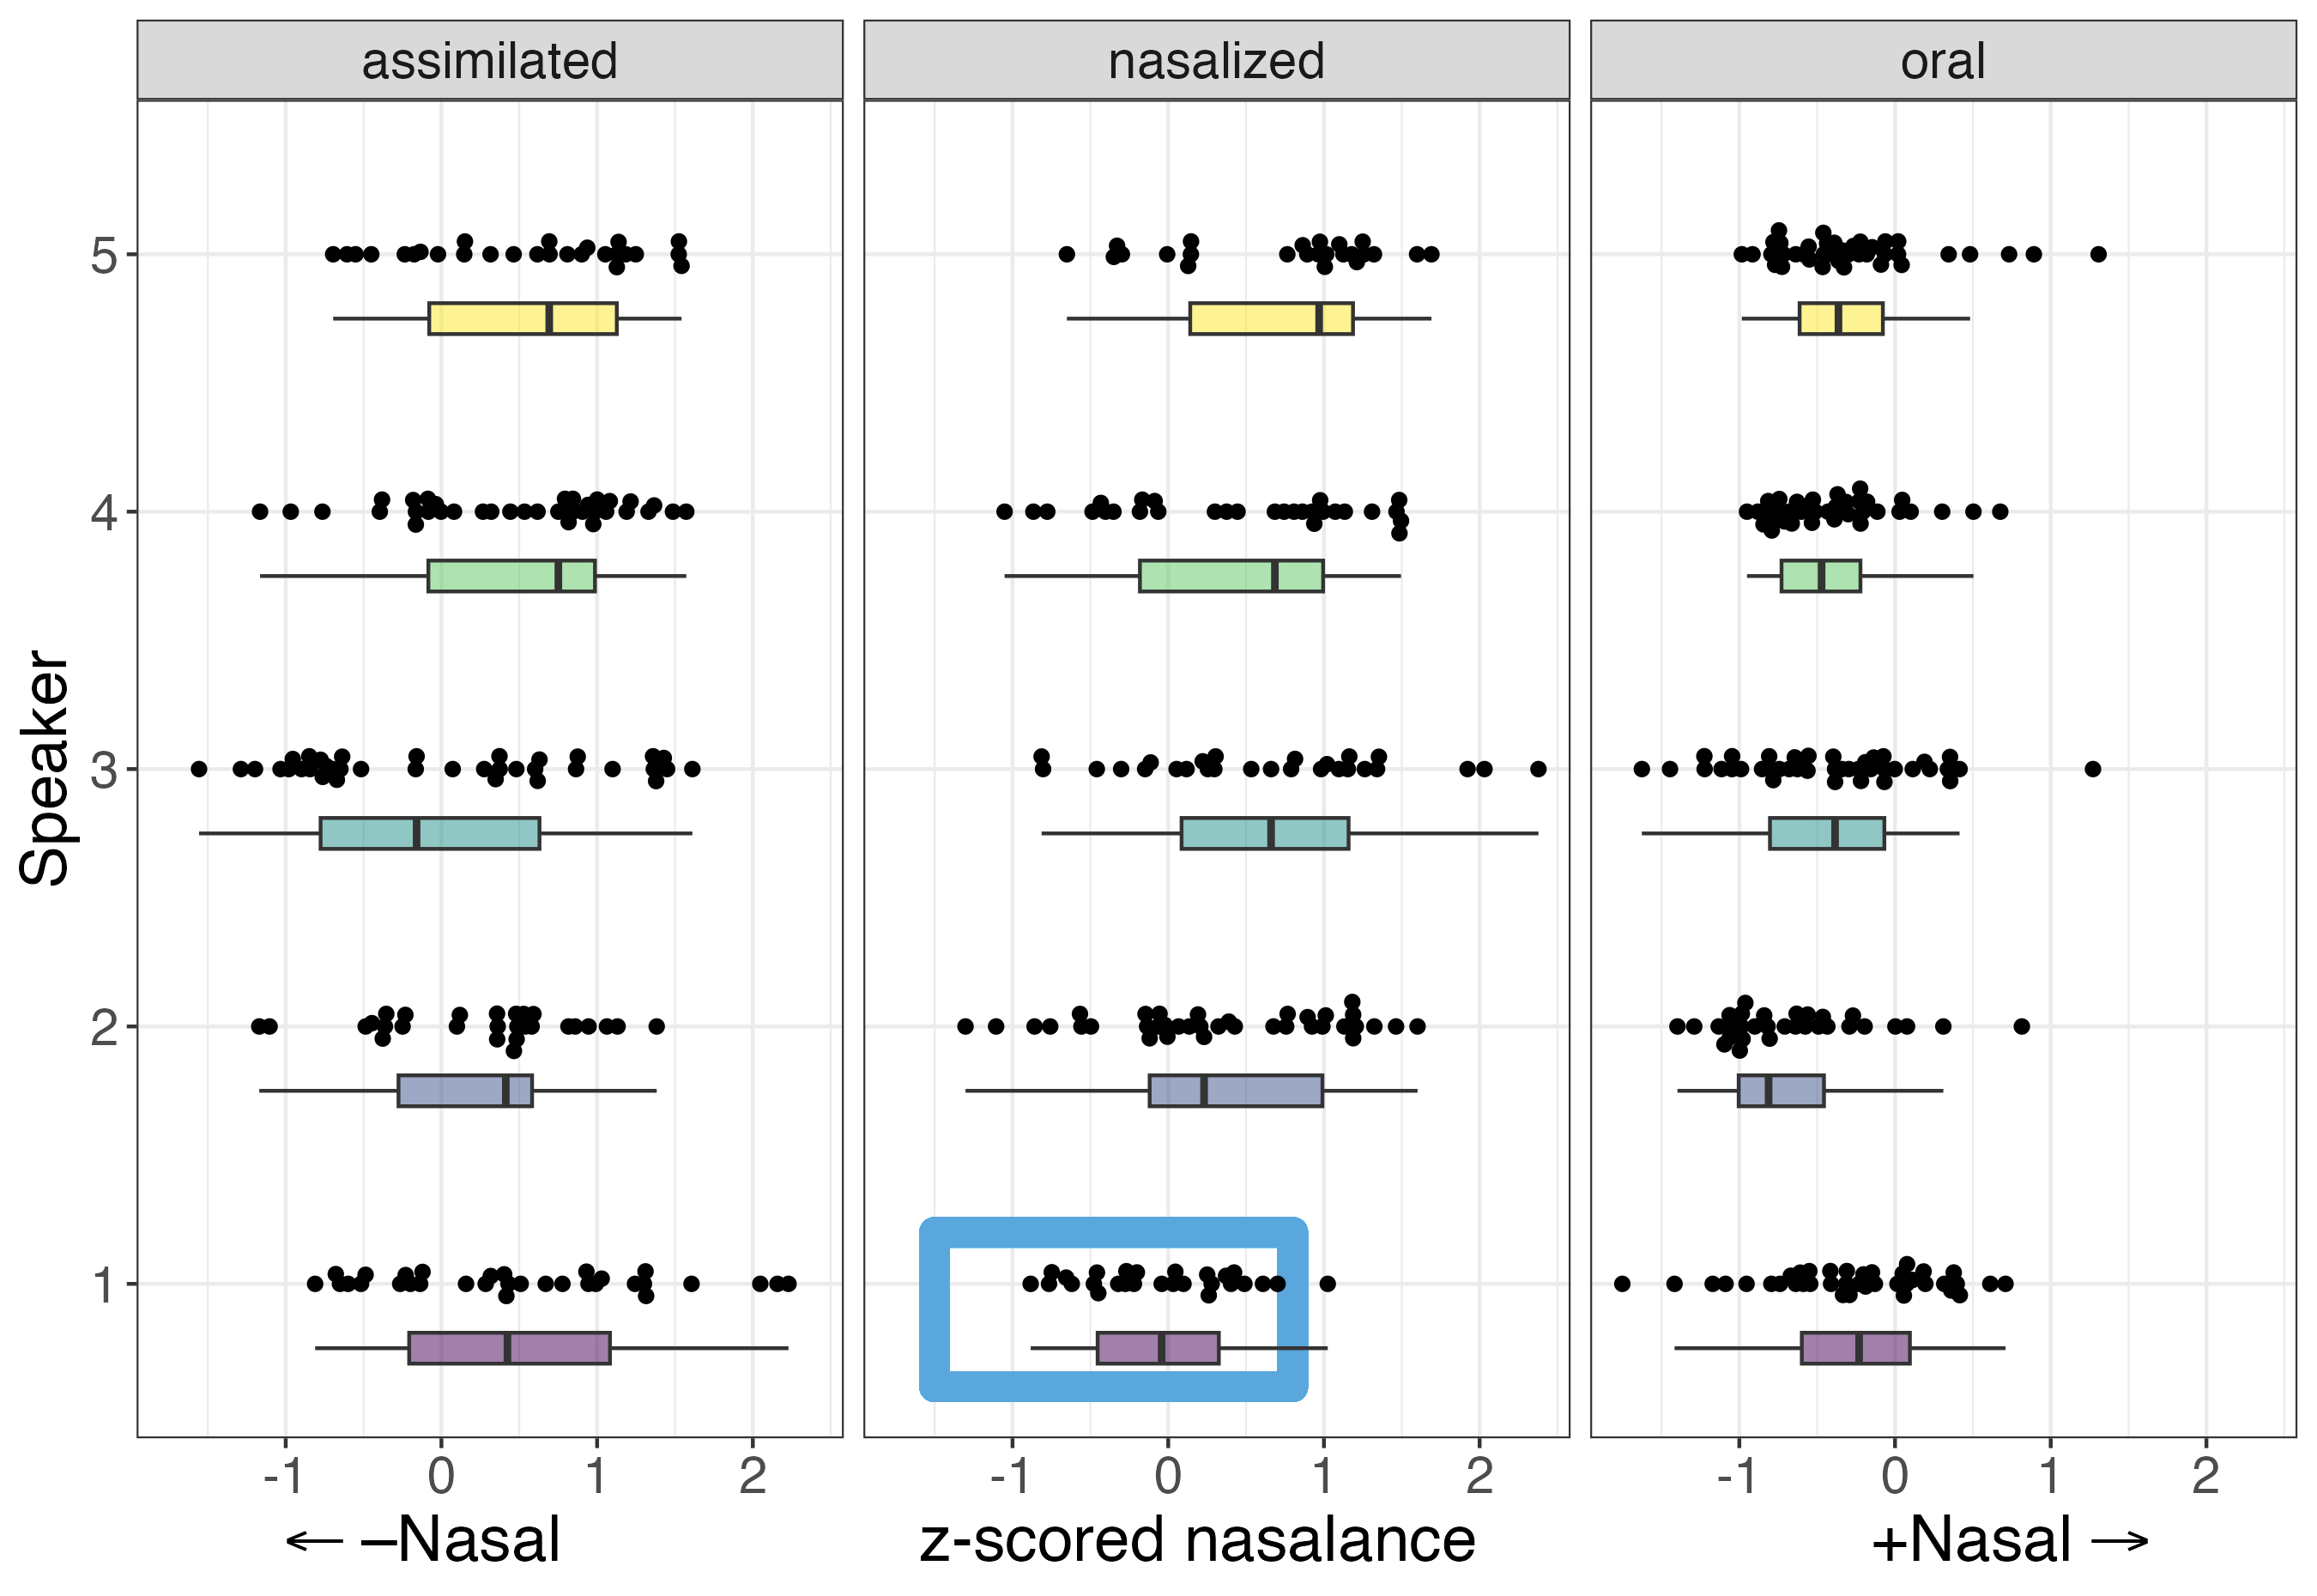 assimilated nasalized oral
Speaker
5
4
3
2
1
-1 0 1 2 -1 0 1 2 -1 0 1 2
← –Nasal z-scored nasalance +Nasal →